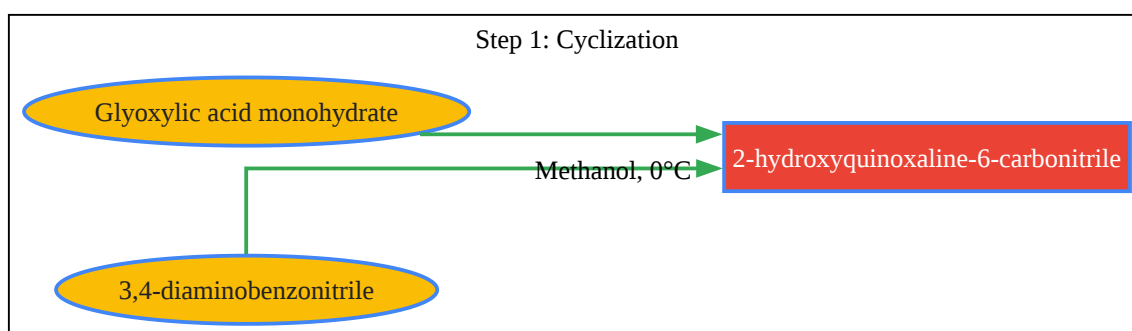 Step 1: Cyclization
Glyoxylic acid monohydrate
2-hydroxyquinoxaline-6-carbonitrile
Methanol, 0°C
3,4-diaminobenzonitrile